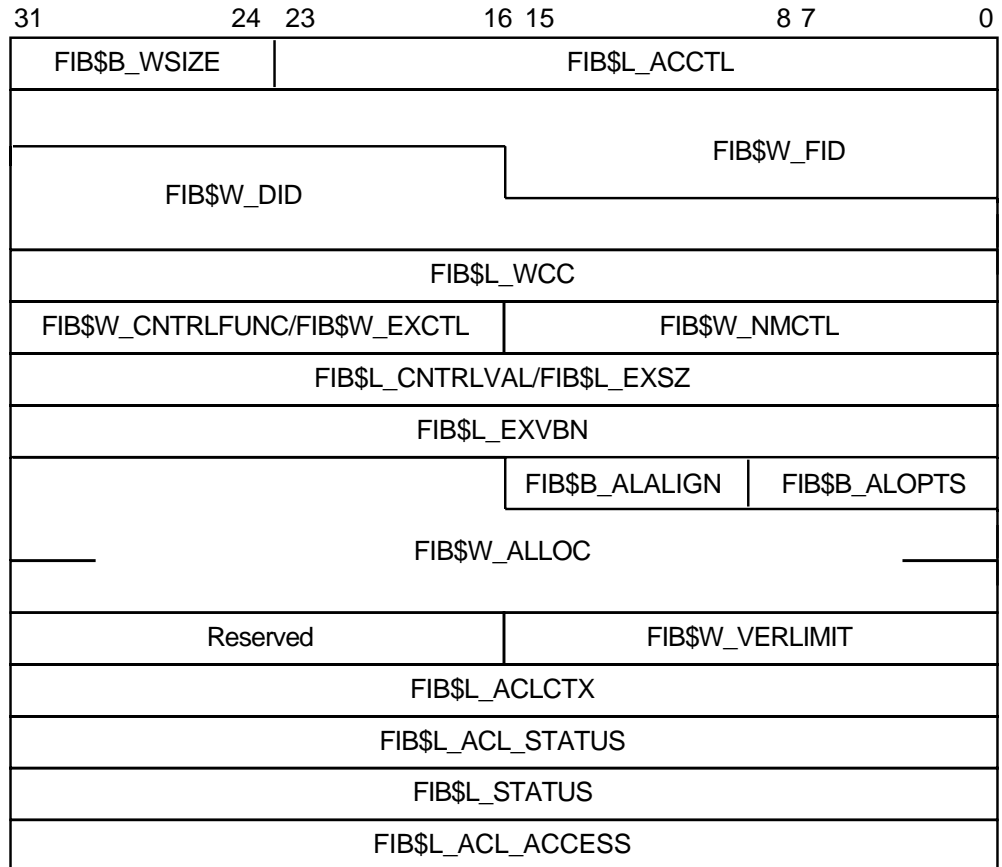 31 24 23 16 15 8 7 0
FIB$B_WSIZE FIB$L_ACCTL
FIB$W_FID
FIB$W_DID
FIB$L_WCC
FIB$W_CNTRLFUNC/FIB$W_EXCTL FIB$W_NMCTL
FIB$L_CNTRLVAL/FIB$L_EXSZ
FIB$L_EXVBN
FIB$B_ALALIGN FIB$B_ALOPTS
FIB$W_ALLOC
Reserved FIB$W_VERLIMIT
FIB$L_ACLCTX
FIB$L_ACL_STATUS
FIB$L_STATUS
FIB$L_ACL_ACCESS